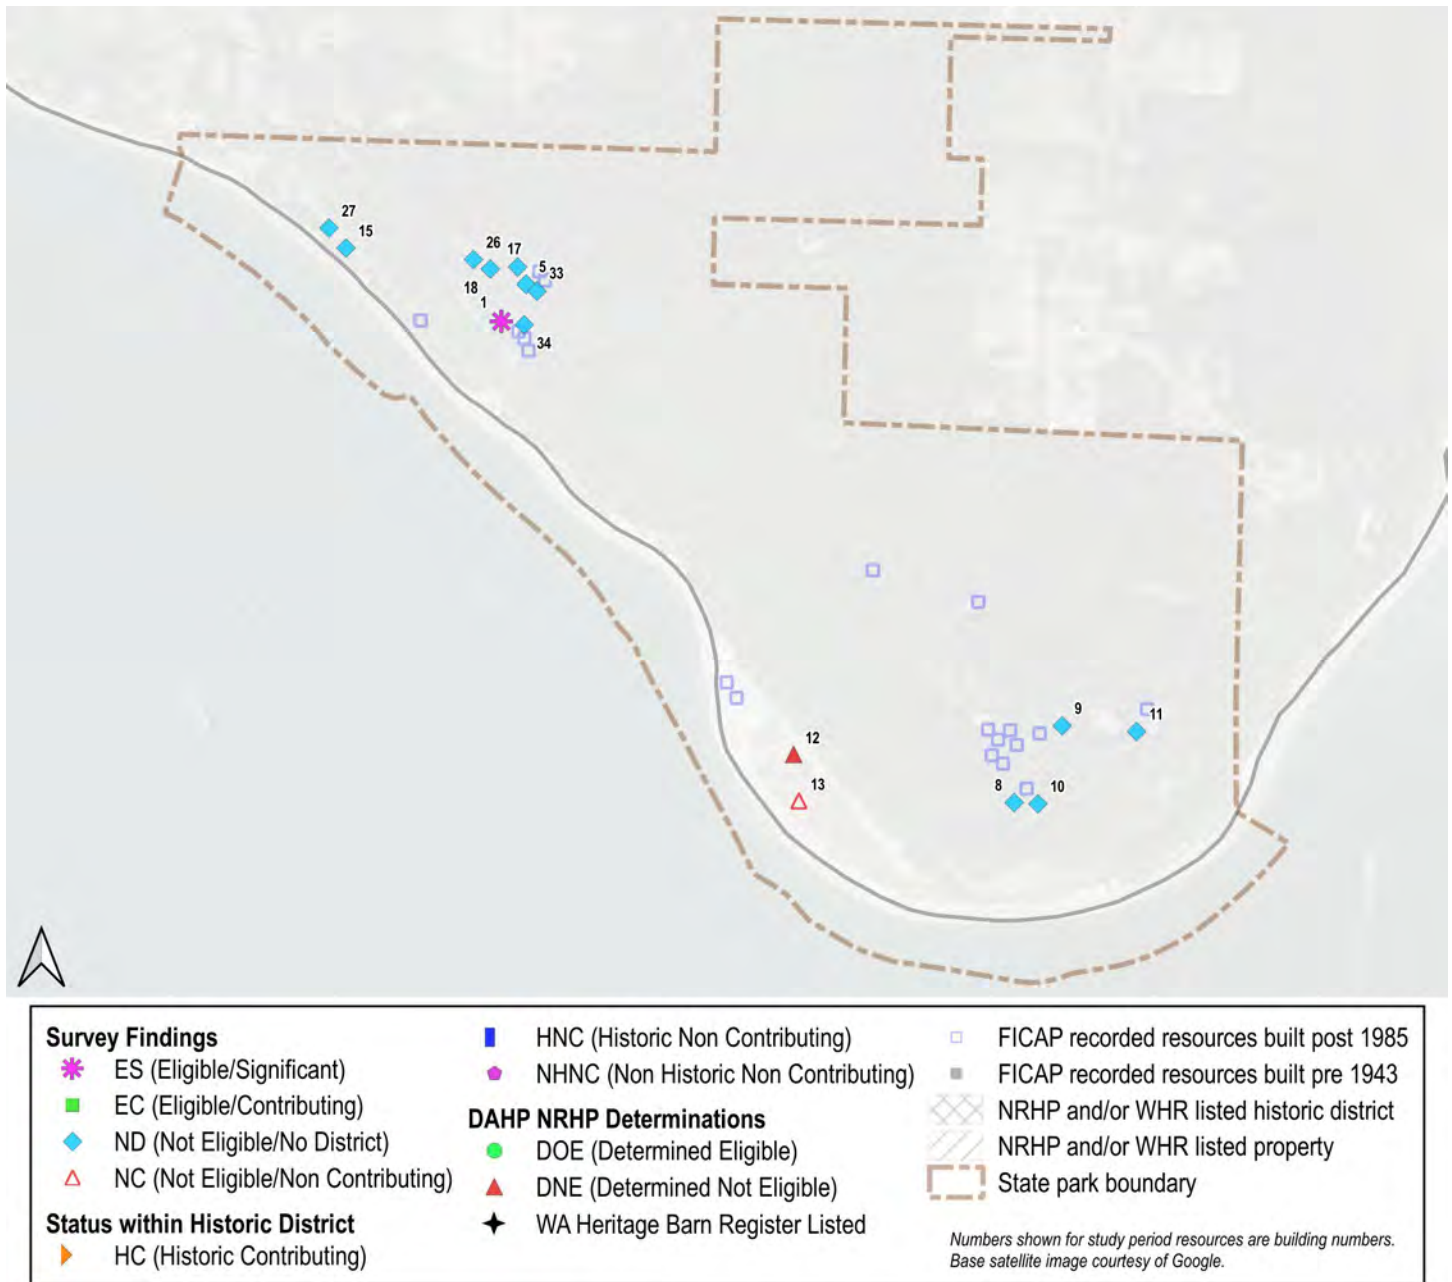 27
15
26
17
5
33
18
1
34
9
11
12
13
8
10
Survey Findings
ES (Eligible/Significant)
EC (Eligible/Contributing)
ND (Not Eligible/No District)
NC (Not Eligible/Non Contributing)
Status within Historic District
HC (Historic Contributing)
HNC (Historic Non Contributing)
NHNC (Non Historic Non Contributing)
DAHP NRHP Determinations
DOE (Determined Eligible)
DNE (Determined Not Eligible)
WA Heritage Barn Register Listed
FICAP recorded resources built post 1985
FICAP recorded resources built pre 1943
NRHP and/or WHR listed historic district
NRHP and/or WHR listed property
State park boundary
Numbers shown for study period resources are building numbers.
Base satellite image courtesy of Google.